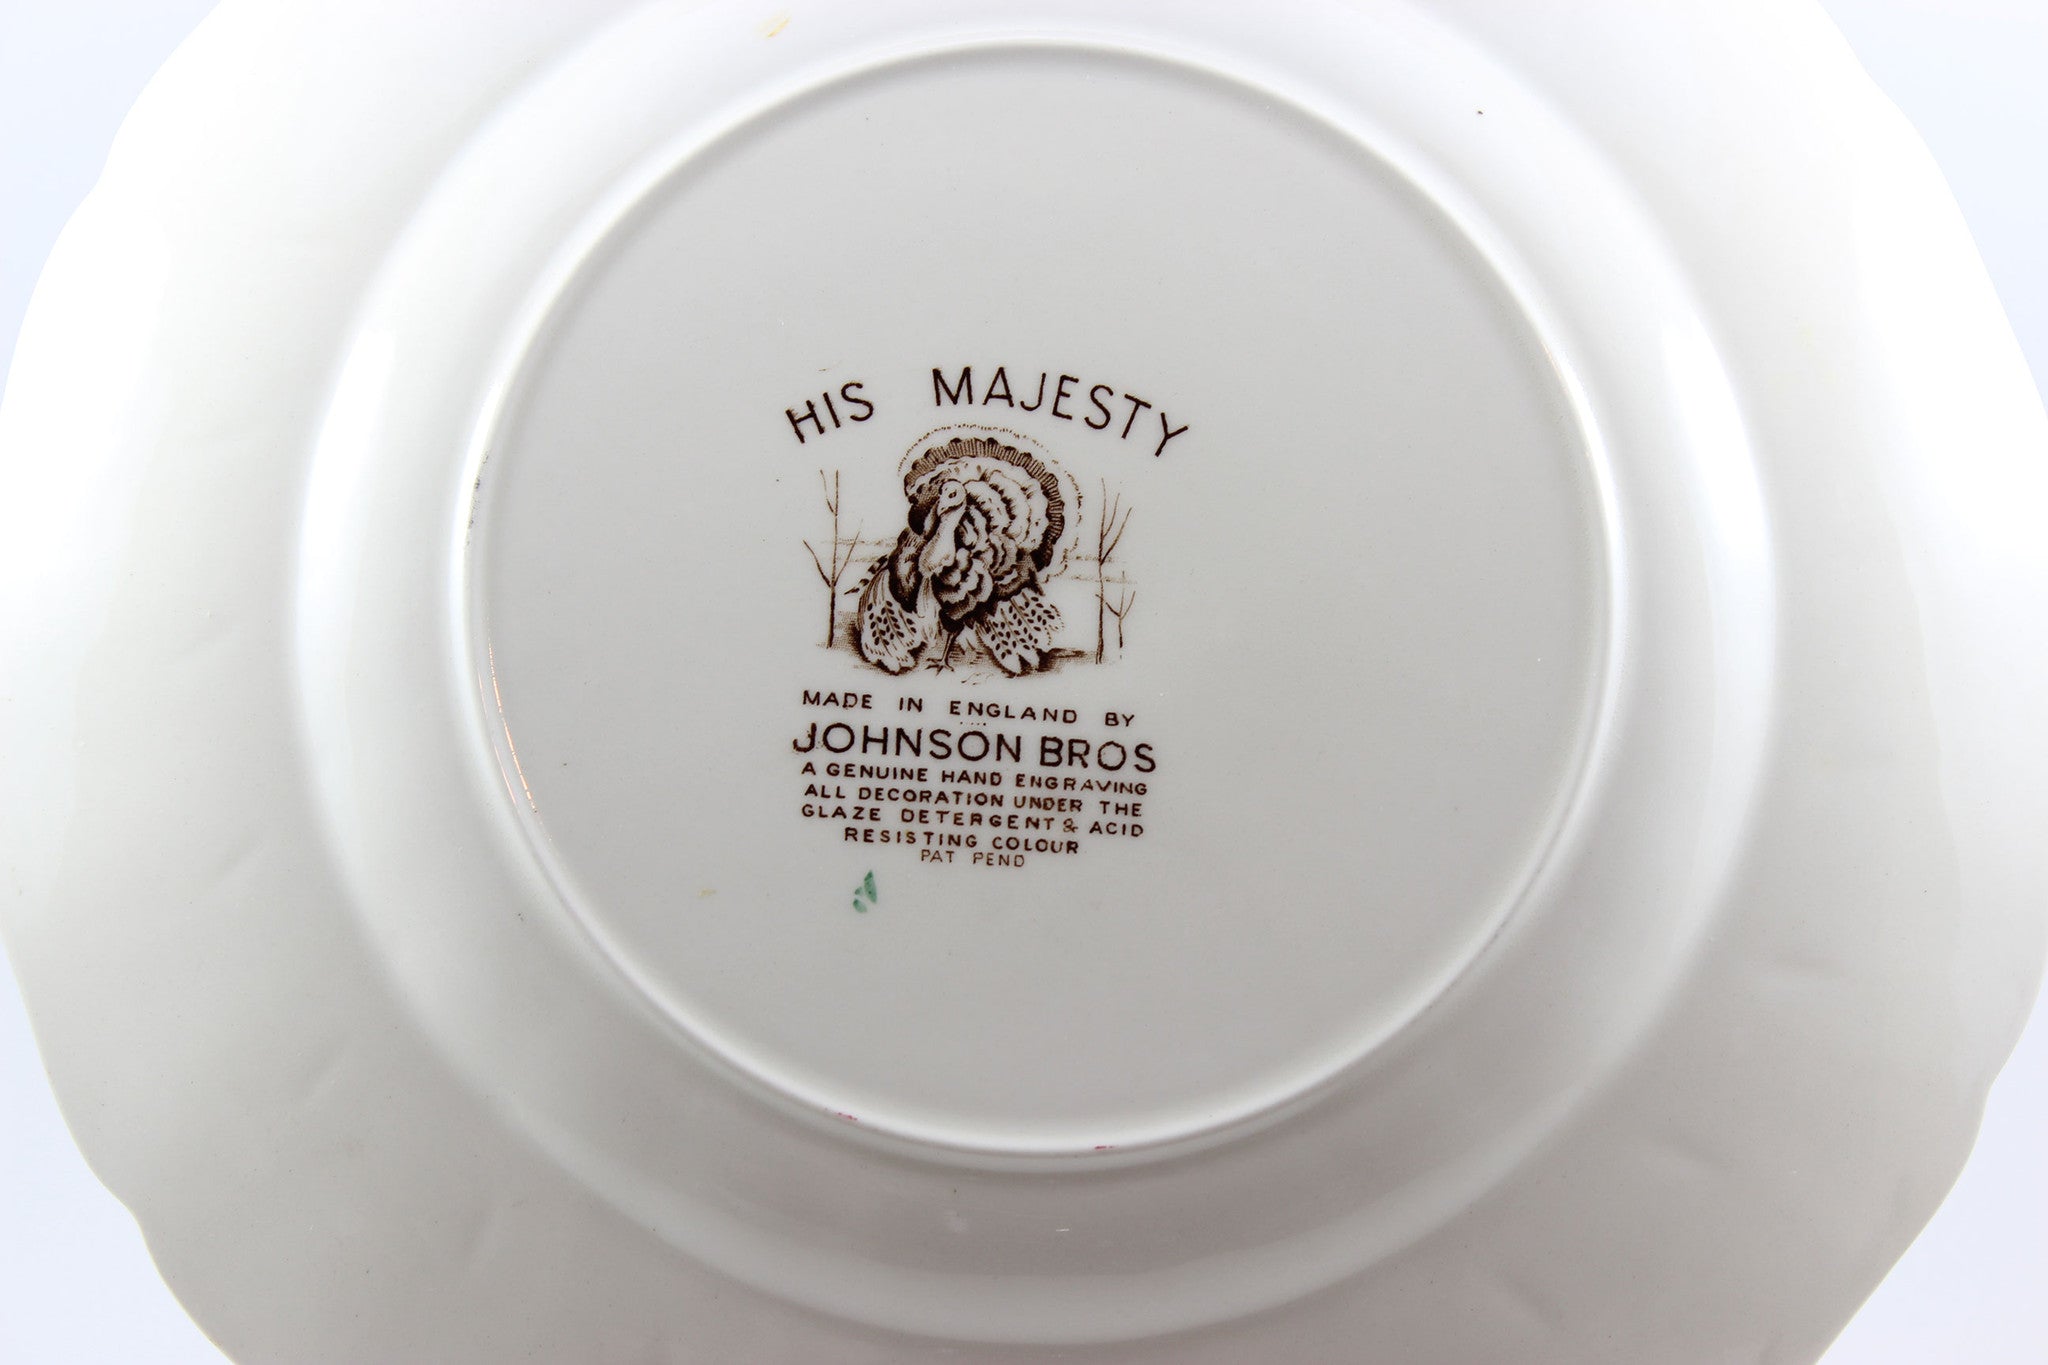 HIS MAJESTY
MADE IN ENGLAND BY
JOHNSON BROS
A GENUINE HAND ENGRAVING
ALL DECORATION UNDER THE
GLAZE DETERGENT & ACID
RESISTING COLOUR
PAT PEND